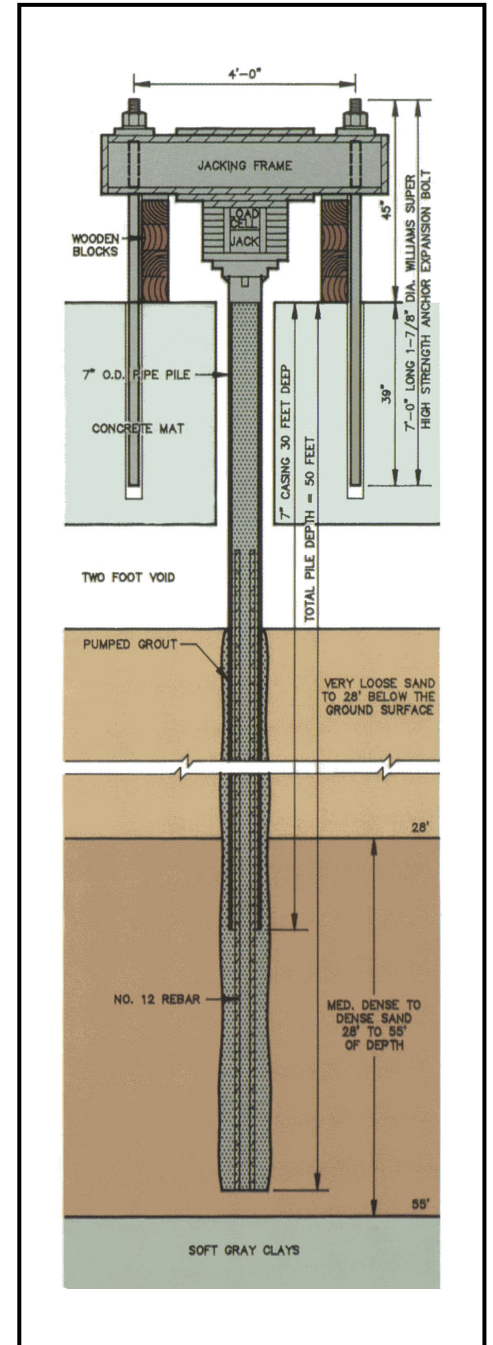 4'-0"
JACKING FRAME
LOAD
CELL
JACK
WOODEN
BLOCKS
45"
39"
7'-0" LONG 1-7/8" DIA. WILLIAMS SUPER
HIGH STRENGTH ANCHOR EXPANSION BOLT
7" O.D. PIPE PILE
CONCRETE MAT
7" CASING 30 FEET DEEP
TOTAL PILE DEPTH = 50 FEET
TWO FOOT VOID
PUMPED GROUT
VERY LOOSE SAND
TO 28' BELOW THE
GROUND SURFACE
28'
NO. 12 REBAR
MED. DENSE TO
DENSE SAND
28' TO 55'
OF DEPTH
55'
SOFT GRAY CLAYS